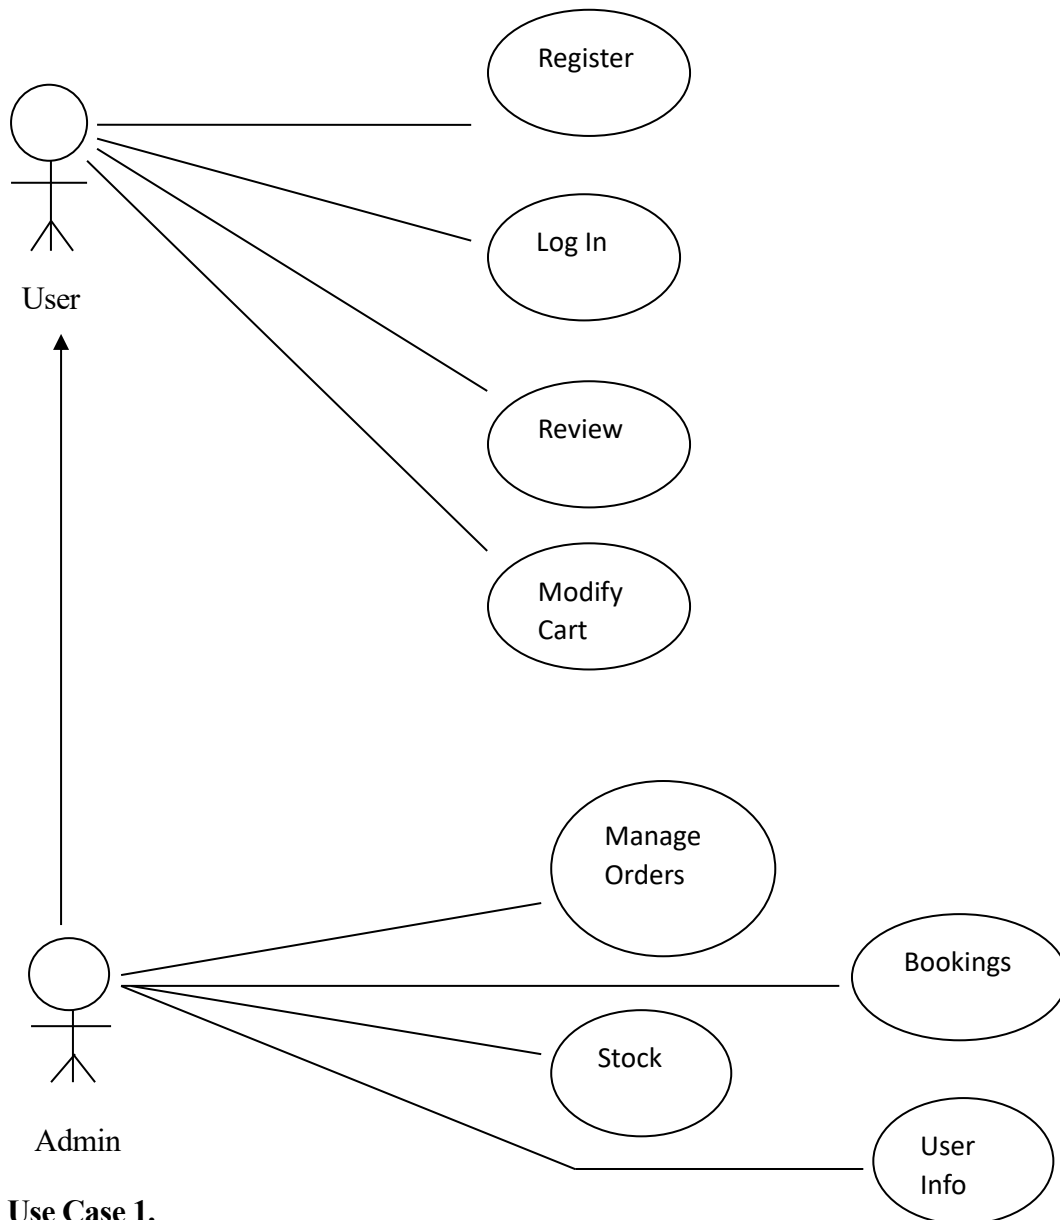 Register
Log In
User
Review
Modify
Cart
Manage
Orders
Bookings
Stock
Admin
User
Info
Use Case 1.